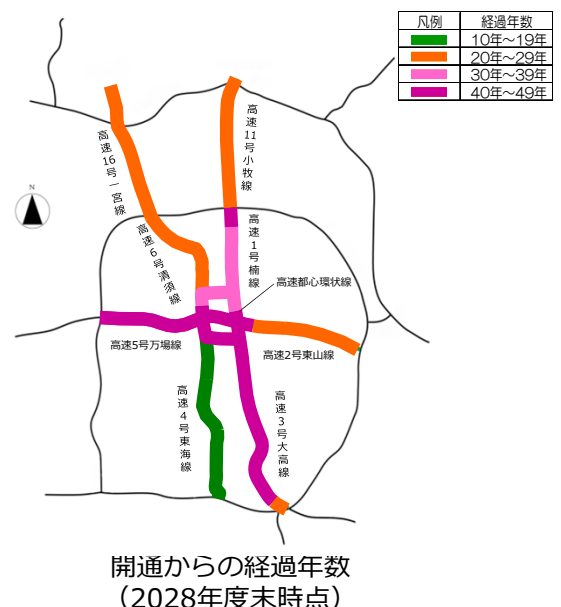 凡例 経過年数
10年～19年
20年～29年
30年～39年
40年～49年
高速11号小牧線
高速16号一宮線
N
高速1号楠線
高速6号清須線
高速都心環状線
高速5号万場線
高速2号東山線
高速4号東海線
高速3号大高線
開通からの経過年数
（2028年度末時点）